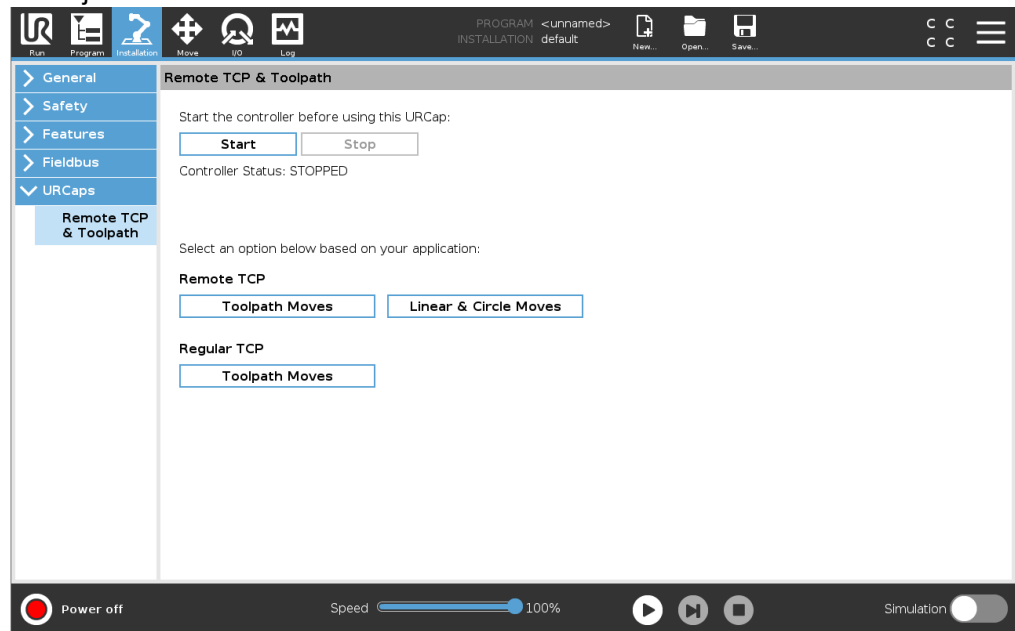 PROGRAM <unnamed>
INSTALLATION default
UR
Run
Program
Installation
Move
I/O
Log
New...
Open...
Save...
C C
C C
General
Safety
Features
Fieldbus
URCaps
Remote TCP
& Toolpath
Remote TCP & Toolpath
Start the controller before using this URCap:
Start Stop
Controller Status: STOPPED
Select an option below based on your application:
Remote TCP
Toolpath Moves Linear & Circle Moves
Regular TCP
Toolpath Moves
Power off
Speed 100%
Simulation